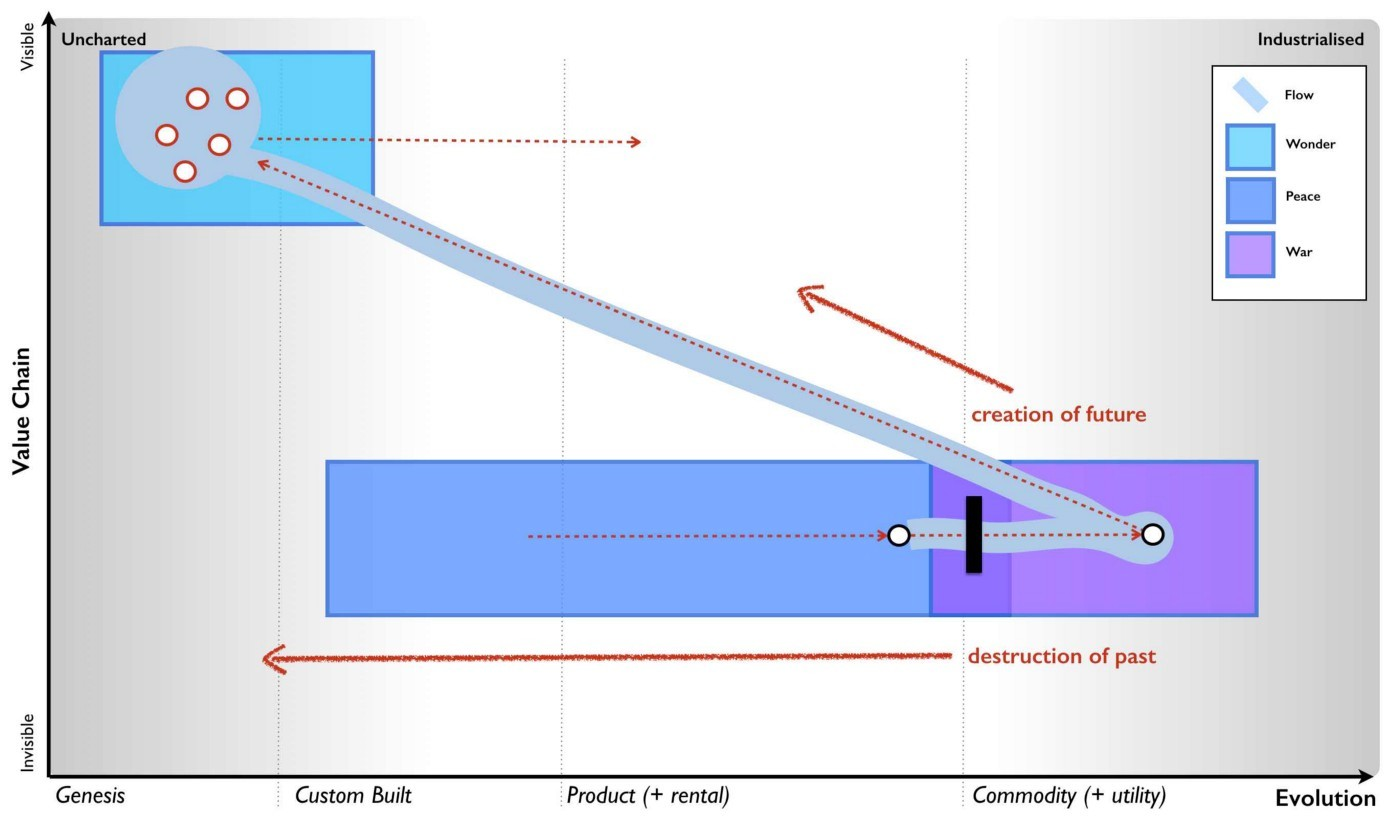 Visible
Uncharted
Industrialised
Flow
Wonder
Peace
War
Value Chain
creation of future
destruction of past
Invisible
Genesis
Custom Built
Product (+ rental)
Commodity (+ utility)
Evolution